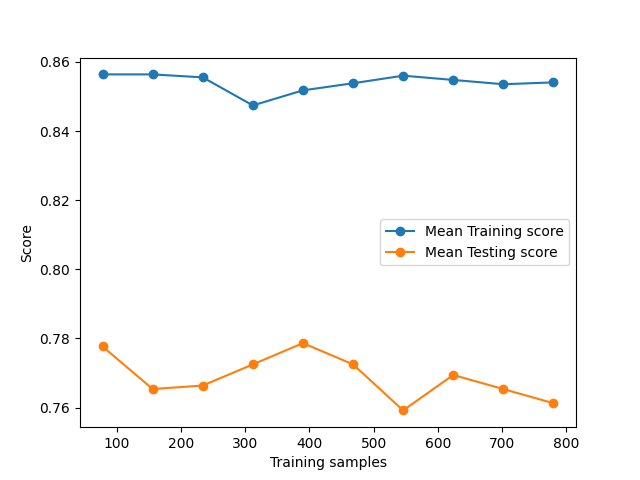 0.86
0.84
0.82
0.80
0.78
0.76
Score
Mean Training score
Mean Testing score
100 200 300 400 500 600 700 800
Training samples